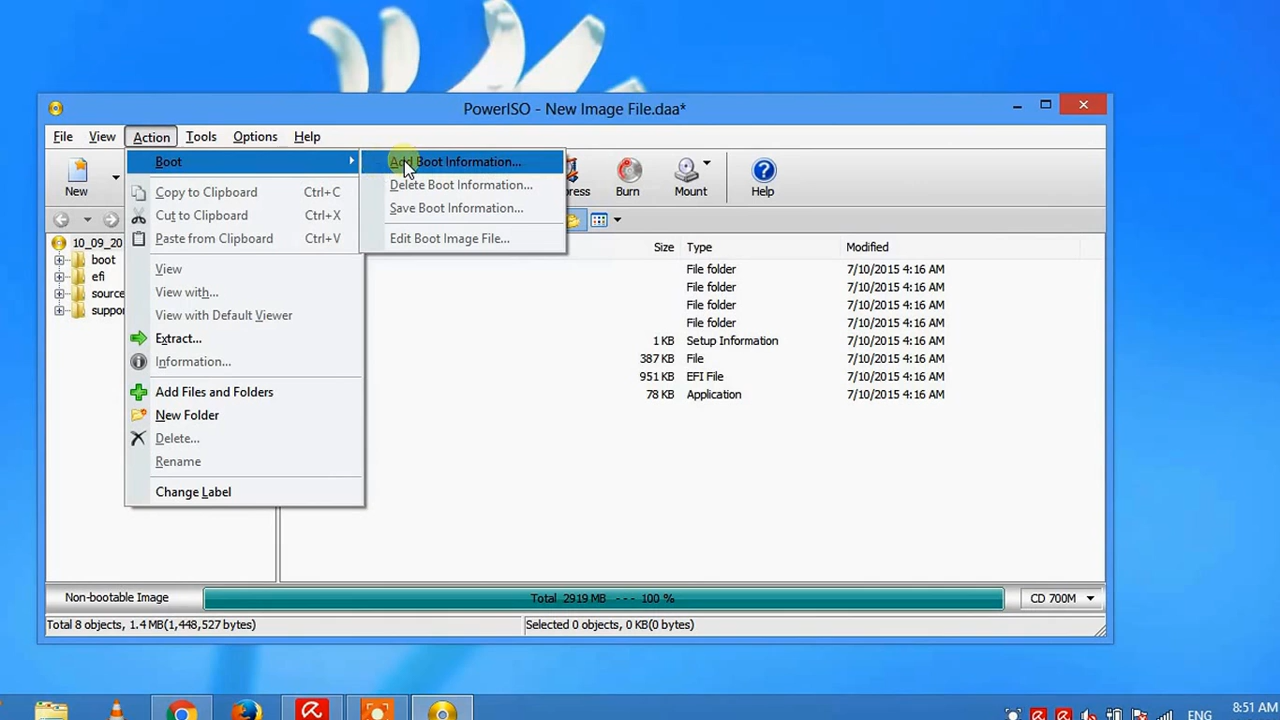 PowerISO - New Image File.daa*
File View Action Tools Options Help
Boot
Add Boot Information...
Delete Boot Information...
Save Boot Information...
Edit Boot Image File...
New
Burn
Mount
Help
Copy to Clipboard Ctrl+C
Cut to Clipboard Ctrl+X
Paste from Clipboard Ctrl+V
View
View with...
View with Default Viewer
Extract...
Information...
Add Files and Folders
New Folder
Delete...
Rename
Change Label
10_09_20
boot
efi
Size Type Modified
File folder 7/10/2015 4:16 AM
File folder 7/10/2015 4:16 AM
File folder 7/10/2015 4:16 AM
File folder 7/10/2015 4:16 AM
1 KB Setup Information 7/10/2015 4:16 AM
387 KB File 7/10/2015 4:16 AM
951 KB EFI File 7/10/2015 4:16 AM
78 KB Application 7/10/2015 4:16 AM
Non-bootable Image Total 2919 MB --- 100 % CD 700M
Total 8 objects, 1.4 MB(1,448,527 bytes) Selected 0 objects, 0 KB(0 bytes)
ENG 8:51 AM